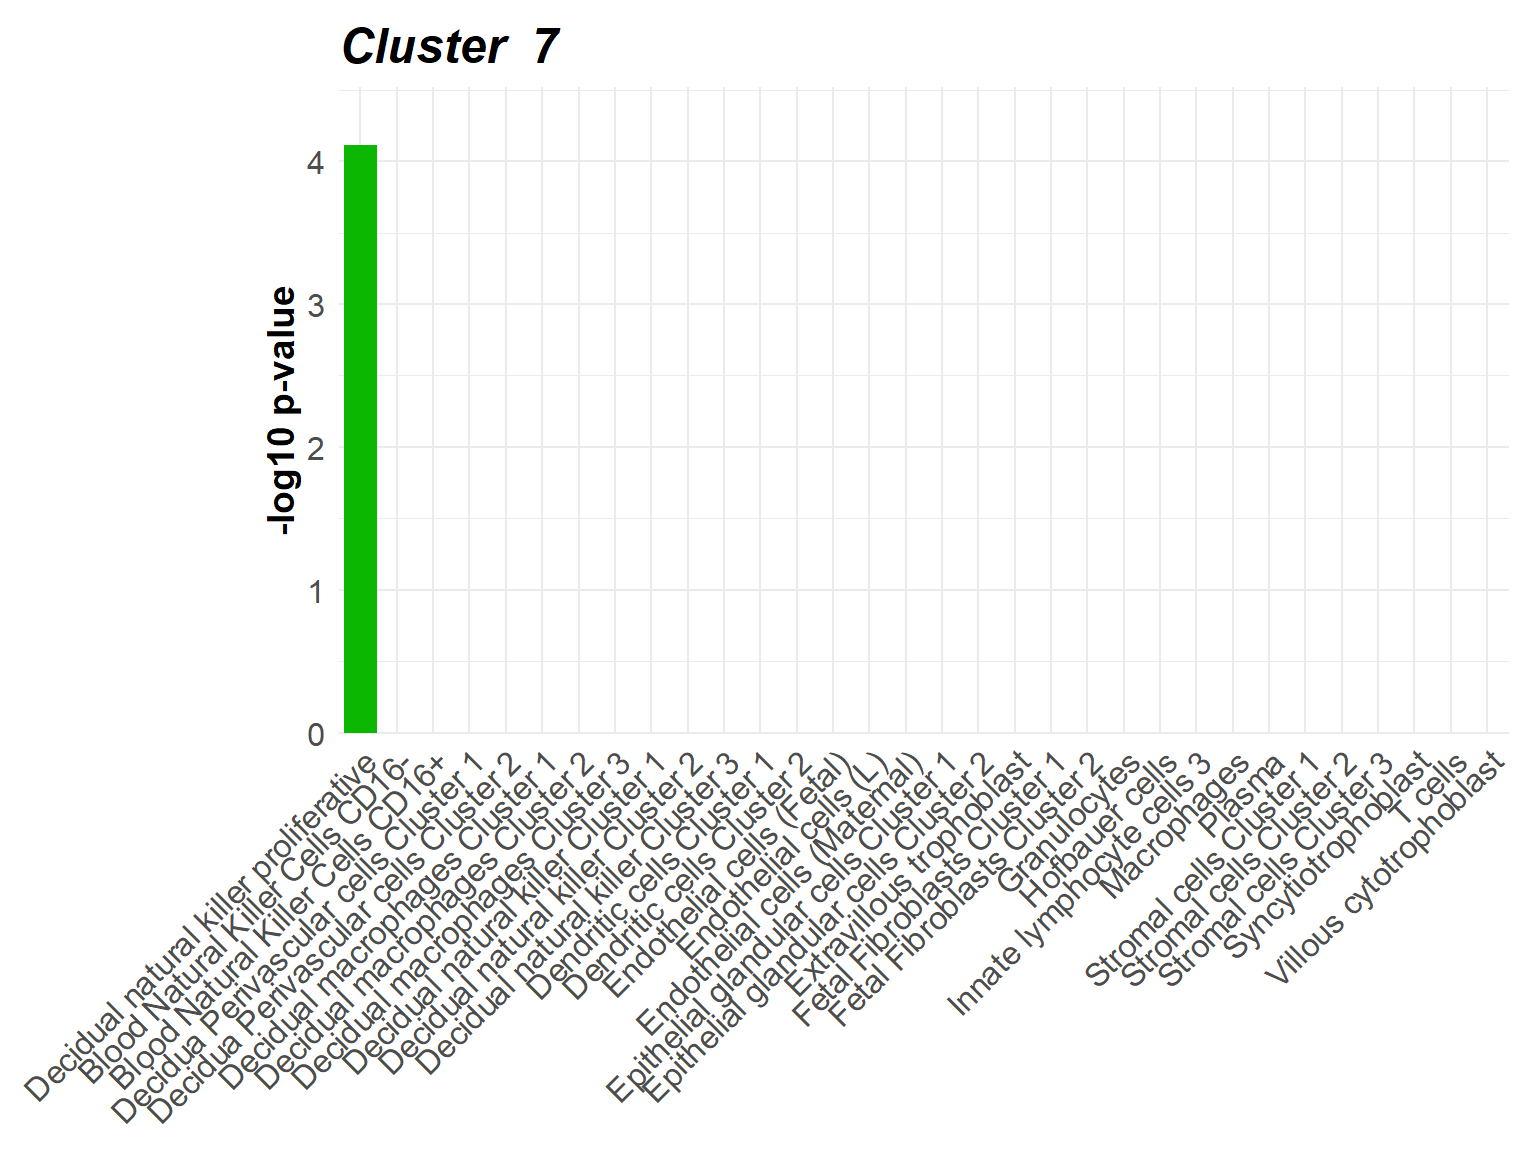 Cluster  7
-log10 p-value
4
3
2
1
0
Decidual natural killer proliferative
Blood Natural Killer Cells CD16-
Blood Natural Killer Cells CD16+
Decidua Perivascular cells Cluster 1
Decidua Perivascular cells Cluster 2
Decidual macrophages Cluster 1
Decidual macrophages Cluster 2
Decidual macrophages Cluster 3
Decidual natural killer Cluster 1
Decidual natural killer Cluster 2
Decidual natural killer Cluster 3
Dendritic cells Cluster 1
Dendritic cells Cluster 2
Endothelial cells (Fetal)
Endothelial cells (L)
Endothelial cells (Maternal)
Epithelial glandular cells Cluster 1
Epithelial glandular cells Cluster 2
Extravillous trophoblast
Fetal Fibroblasts Cluster 1
Fetal Fibroblasts Cluster 2
Granulocytes
Hofbauer cells
Innate lymphocyte cells 3
Macrophages
Plasma
Stromal cells Cluster 1
Stromal cells Cluster 2
Stromal cells Cluster 3
Syncytiotrophoblast
T cells
Villous cytotrophoblast